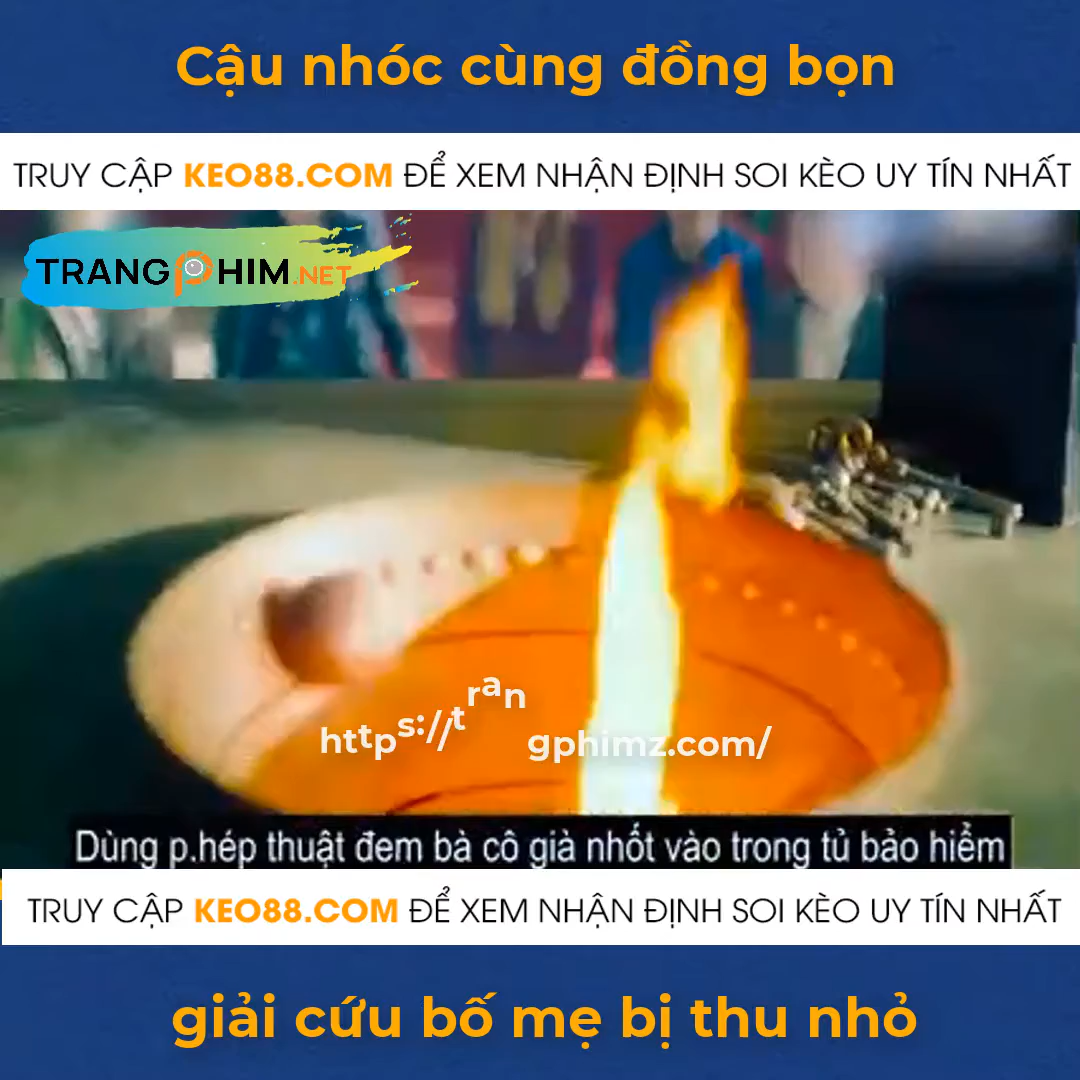 Cậu nhóc cùng đồng bọn
TRUY CẬP KEO88.COM ĐỂ XEM NHẬN ĐỊNH SOI KÈO UY TÍN NHẤT
TRANGPHIM.NET
https://trangphimz.com/
Dùng p.hép thuật đem bà cô già nhốt vào trong tủ bảo hiểm
TRUY CẬP KEO88.COM ĐỂ XEM NHẬN ĐỊNH SOI KÈO UY TÍN NHẤT
giải cứu bố mẹ bị thu nhỏ